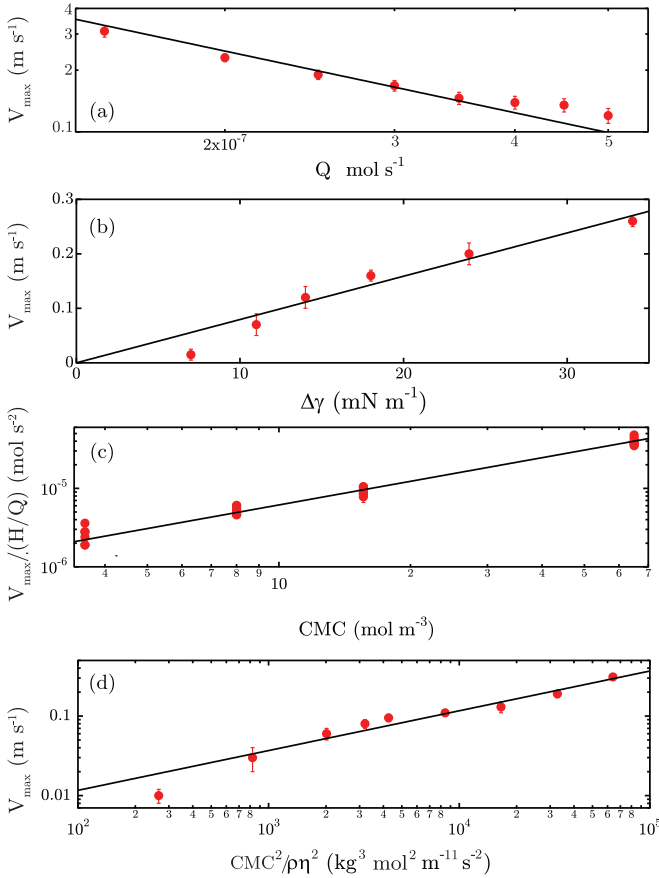 4
3
2
0.1
V_max (m s⁻¹)
(a)
2x10⁻⁷ 3 4 5
Q mol s⁻¹
0.3
0.2
0.1
0
V_max (m s⁻¹)
(b)
0 10 20 30
Δγ (mN m⁻¹)
10⁻⁵
10⁻⁶
V_max/(H/Q) (mol s⁻²)
(c)
4 5 6 7 8 9 10 2 3 4 5 6 7
CMC (mol m⁻³)
0.1
0.01
V_max (m s⁻¹)
(d)
10² 2 3 4 5 6 7 8 10³ 2 3 4 5 6 7 8 10⁴ 2 3 4 5 6 7 8 10⁵
CMC²/ρη² (kg³ mol² m⁻¹¹ s⁻²)